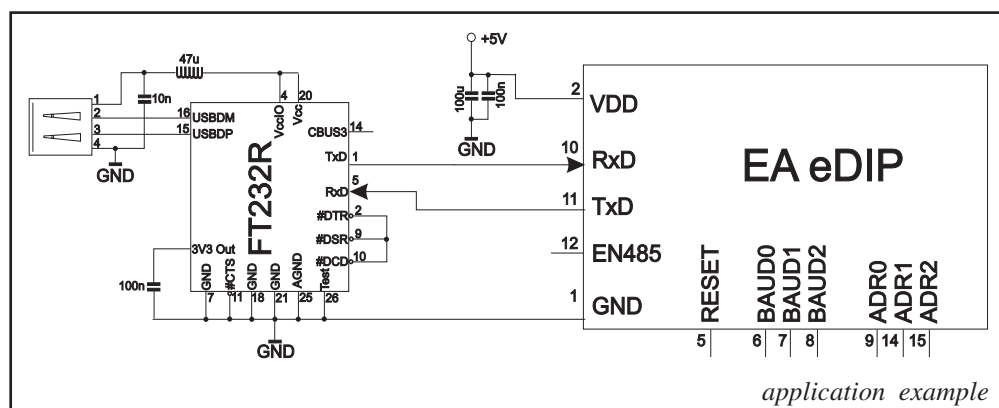 +5V
47u
10n
1
2
3
4
GND
16 USBDM
15 USBDP
4 VccIO
20 Vcc
CBUS3 14
TxD 1
RxD 5
#DTR 2
#DSR 9
#DCD 10
FT232R
3V3 Out
100n
GND 7
#CTS 11
GND 18
GND 21
AGND 25
Test 26
GND
100u
100n
GND
2 VDD
10 RxD
11 TxD
12 EN485
1 GND
EA eDIP
RESET 5
BAUD0 6
BAUD1 7
BAUD2 8
ADR0 9
ADR1 14
ADR2 15
application example